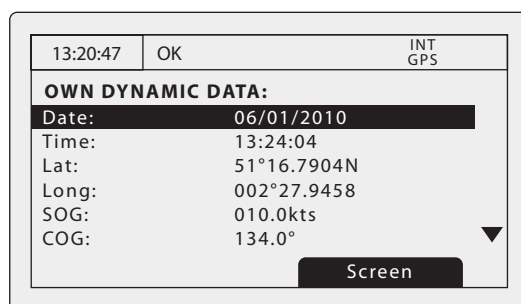 13:20:47 OK INT
GPS
OWN DYNAMIC DATA:
Date: 06/01/2010
Time: 13:24:04
Lat: 51°16.7904N
Long: 002°27.9458
SOG: 010.0kts
COG: 134.0°
Screen